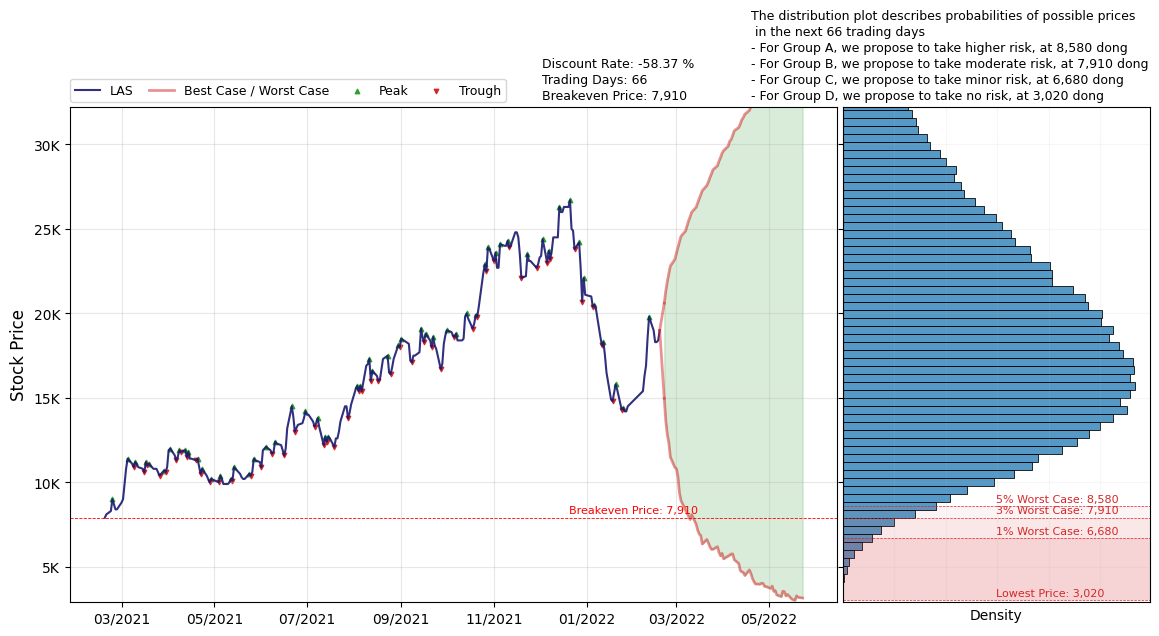 The distribution plot describes probabilities of possible prices
in the next 66 trading days
- For Group A, we propose to take higher risk, at 8,580 dong
- For Group B, we propose to take moderate risk, at 7,910 dong
- For Group C, we propose to take minor risk, at 6,680 dong
- For Group D, we propose to take no risk, at 3,020 dong
Discount Rate: -58.37 %
Trading Days: 66
Breakeven Price: 7,910
LAS Best Case / Worst Case Peak Trough
Stock Price
30K
25K
20K
15K
10K
5K
Breakeven Price: 7,910
5% Worst Case: 8,580
3% Worst Case: 7,910
1% Worst Case: 6,680
Lowest Price: 3,020
03/2021 05/2021 07/2021 09/2021 11/2021 01/2022 03/2022 05/2022
Density